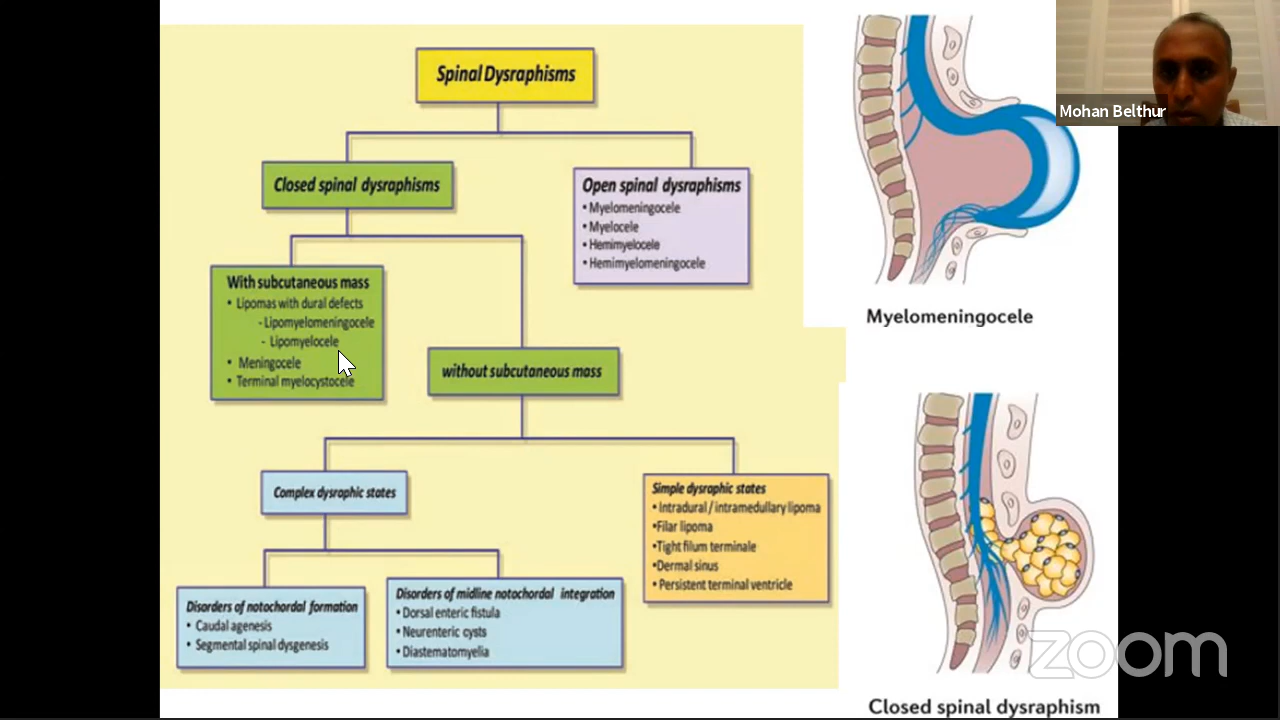 Spinal Dysraphisms
Closed spinal dysraphisms
Open spinal dysraphisms
• Myelomeningocele
• Myelocele
• Hemimyelocele
• Hemimyelomeningocele
With subcutaneous mass
• Lipomas with dural defects
- Lipomyelomeningocele
- Lipomyelocele
• Meningocele
• Terminal myelocystocele
without subcutaneous mass
Complex dysraphic states
Simple dysraphic states
• Intradural / intramedullary lipoma
• Filar lipoma
• Tight filum terminale
• Dermal sinus
• Persistent terminal ventricle
Disorders of notochordal formation
• Caudal agenesis
• Segmental spinal dysgenesis
Disorders of midline notochordal integration
• Dorsal enteric fistula
• Neurenteric cysts
• Diastematomyelia
Myelomeningocele
Closed spinal dysraphism
Mohan Belthur
zoom